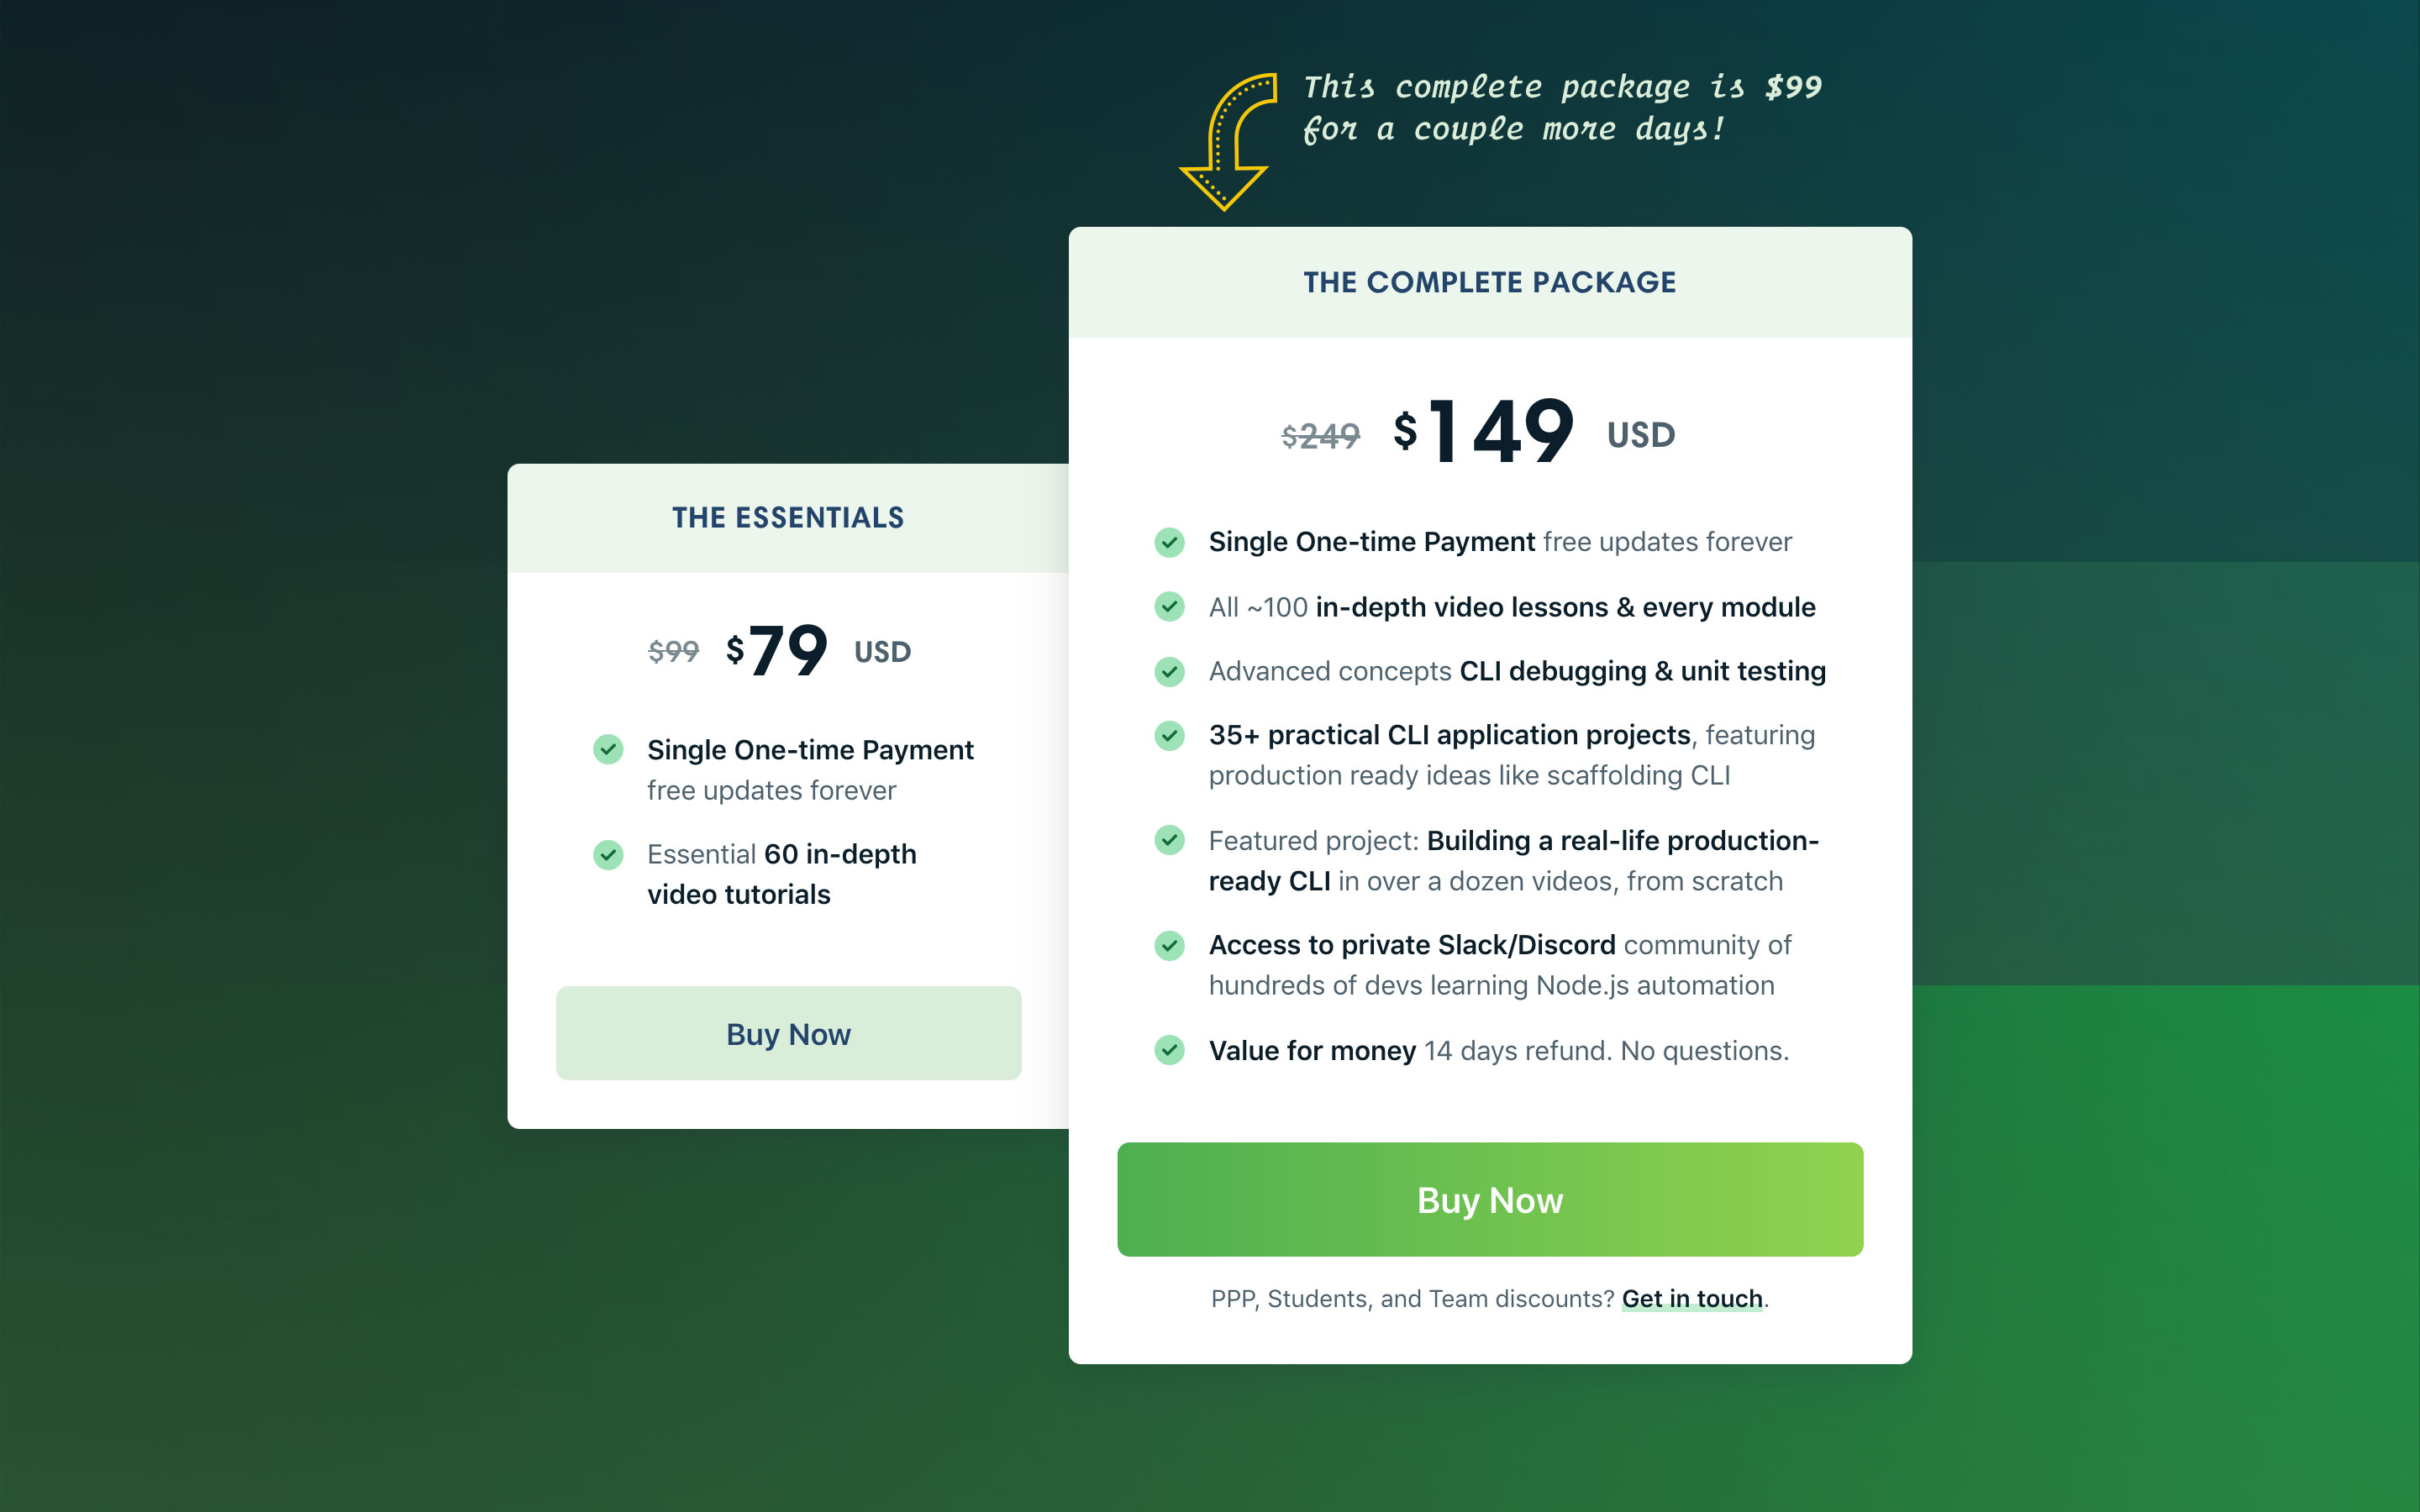 This complete package is $99
for a couple more days!
THE COMPLETE PACKAGE
$249 $149 USD
Single One-time Payment free updates forever
All ~100 in-depth video lessons & every module
Advanced concepts CLI debugging & unit testing
35+ practical CLI application projects, featuring
production ready ideas like scaffolding CLI
Featured project: Building a real-life production-
ready CLI in over a dozen videos, from scratch
Access to private Slack/Discord community of
hundreds of devs learning Node.js automation
Value for money 14 days refund. No questions.
Buy Now
PPP, Students, and Team discounts? Get in touch.
THE ESSENTIALS
$99 $79 USD
Single One-time Payment
free updates forever
Essential 60 in-depth
video tutorials
Buy Now